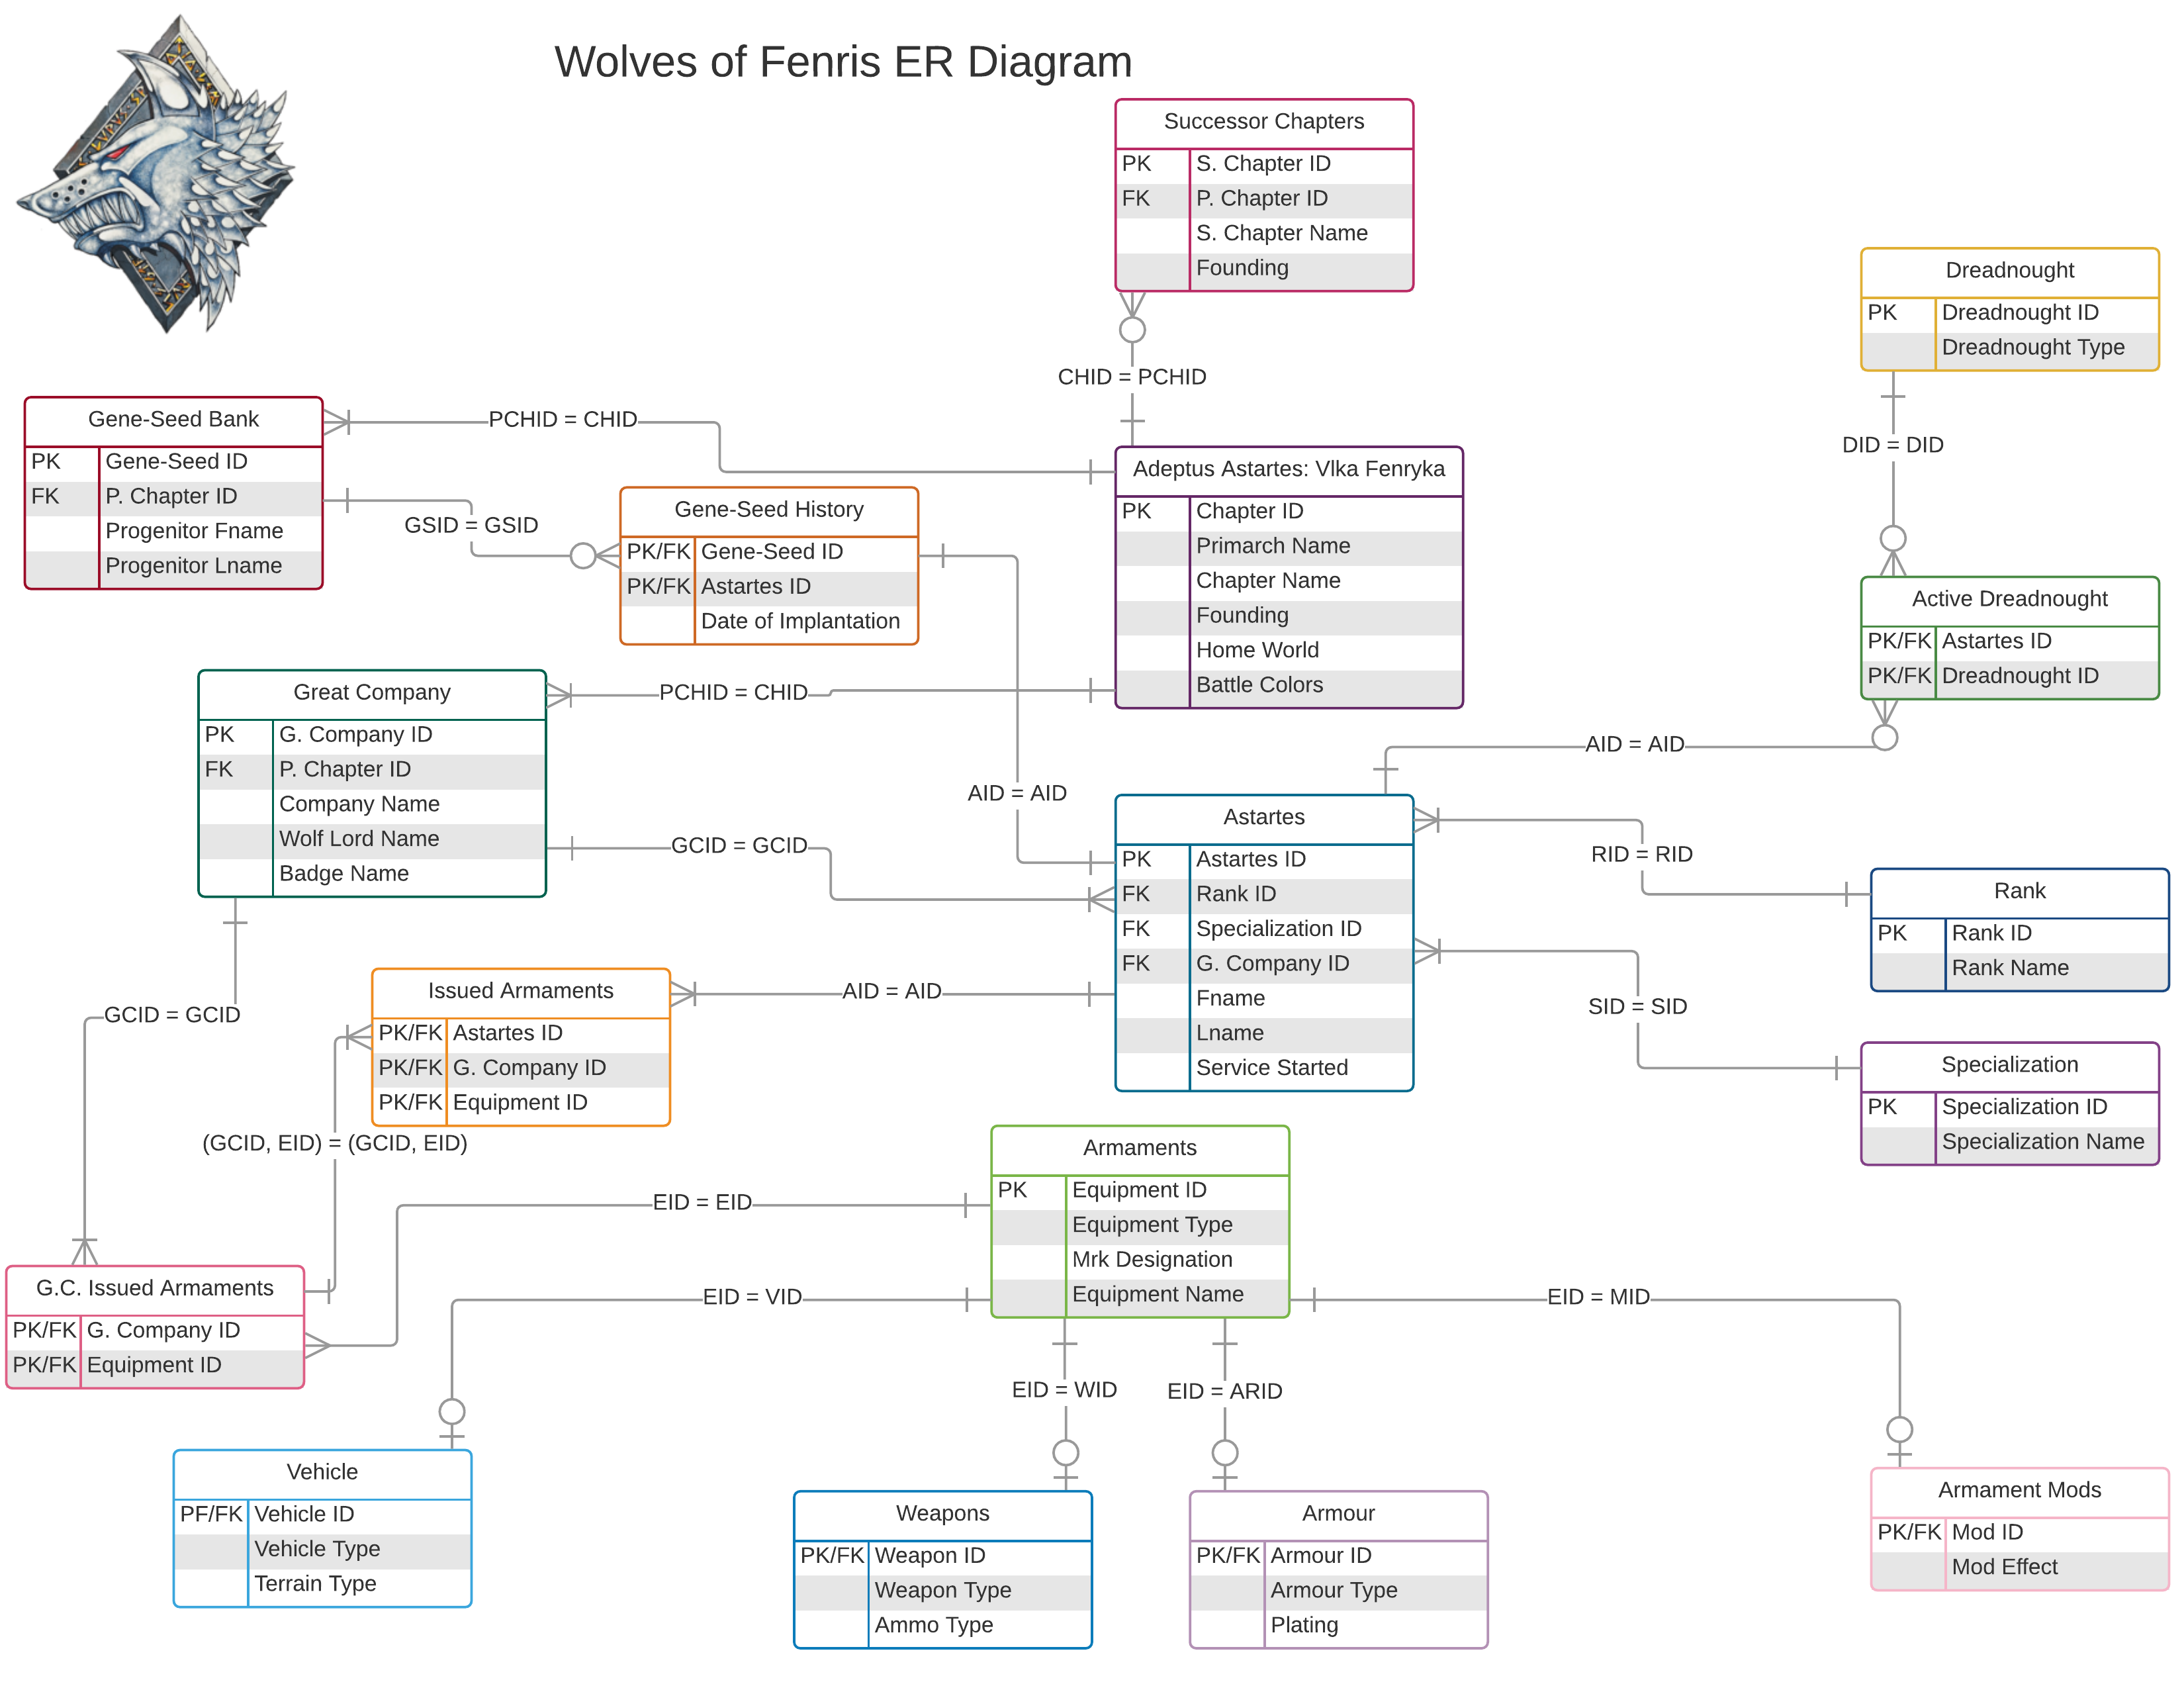 Wolves of Fenris ER Diagram
Successor Chapters
PK S. Chapter ID
FK P. Chapter ID
S. Chapter Name
Founding
CHID = PCHID
Dreadnought
PK Dreadnought ID
Dreadnought Type
DID = DID
Gene-Seed Bank
PK Gene-Seed ID
FK P. Chapter ID
Progenitor Fname
Progenitor Lname
PCHID = CHID
GSID = GSID
Gene-Seed History
PK/FK Gene-Seed ID
PK/FK Astartes ID
Date of Implantation
Adeptus Astartes: Vlka Fenryka
PK Chapter ID
Primarch Name
Chapter Name
Founding
Home World
Battle Colors
Active Dreadnought
PK/FK Astartes ID
PK/FK Dreadnought ID
Great Company
PK G. Company ID
FK P. Chapter ID
Company Name
Wolf Lord Name
Badge Name
PCHID = CHID
AID = AID
AID = AID
GCID = GCID
Astartes
PK Astartes ID
FK Rank ID
FK Specialization ID
FK G. Company ID
Fname
Lname
Service Started
RID = RID
Rank
PK Rank ID
Rank Name
SID = SID
Specialization
PK Specialization ID
Specialization Name
GCID = GCID
Issued Armaments
PK/FK Astartes ID
PK/FK G. Company ID
PK/FK Equipment ID
AID = AID
(GCID, EID) = (GCID, EID)
Armaments
PK Equipment ID
Equipment Type
Mrk Designation
Equipment Name
EID = EID
G.C. Issued Armaments
PK/FK G. Company ID
PK/FK Equipment ID
EID = VID
EID = MID
EID = WID
EID = ARID
Vehicle
PF/FK Vehicle ID
Vehicle Type
Terrain Type
Weapons
PK/FK Weapon ID
Weapon Type
Ammo Type
Armour
PK/FK Armour ID
Armour Type
Plating
Armament Mods
PK/FK Mod ID
Mod Effect